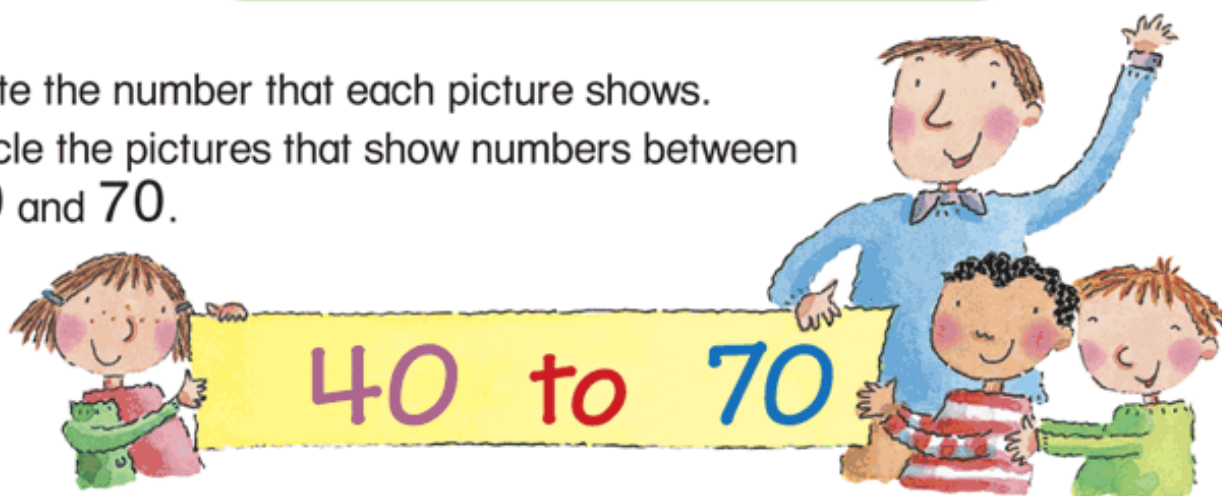 te the number that each picture shows.
cle the pictures that show numbers between
0 and 70.
40 to 70